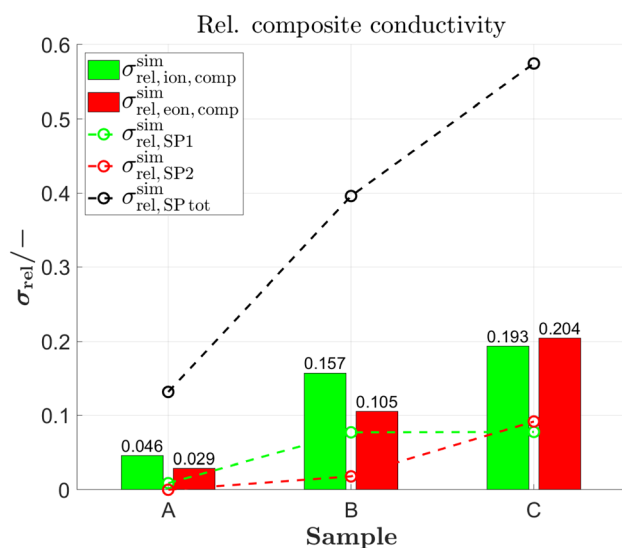 Rel. composite conductivity
0.6
0.5
0.4
0.3
0.2
0.1
0
σ_rel/−
σ^sim_rel,ion,comp
σ^sim_rel,eon,comp
σ^sim_rel,SP1
σ^sim_rel,SP2
σ^sim_rel,SP tot
0.046
0.029
0.157
0.105
0.193
0.204
A
B
C
Sample